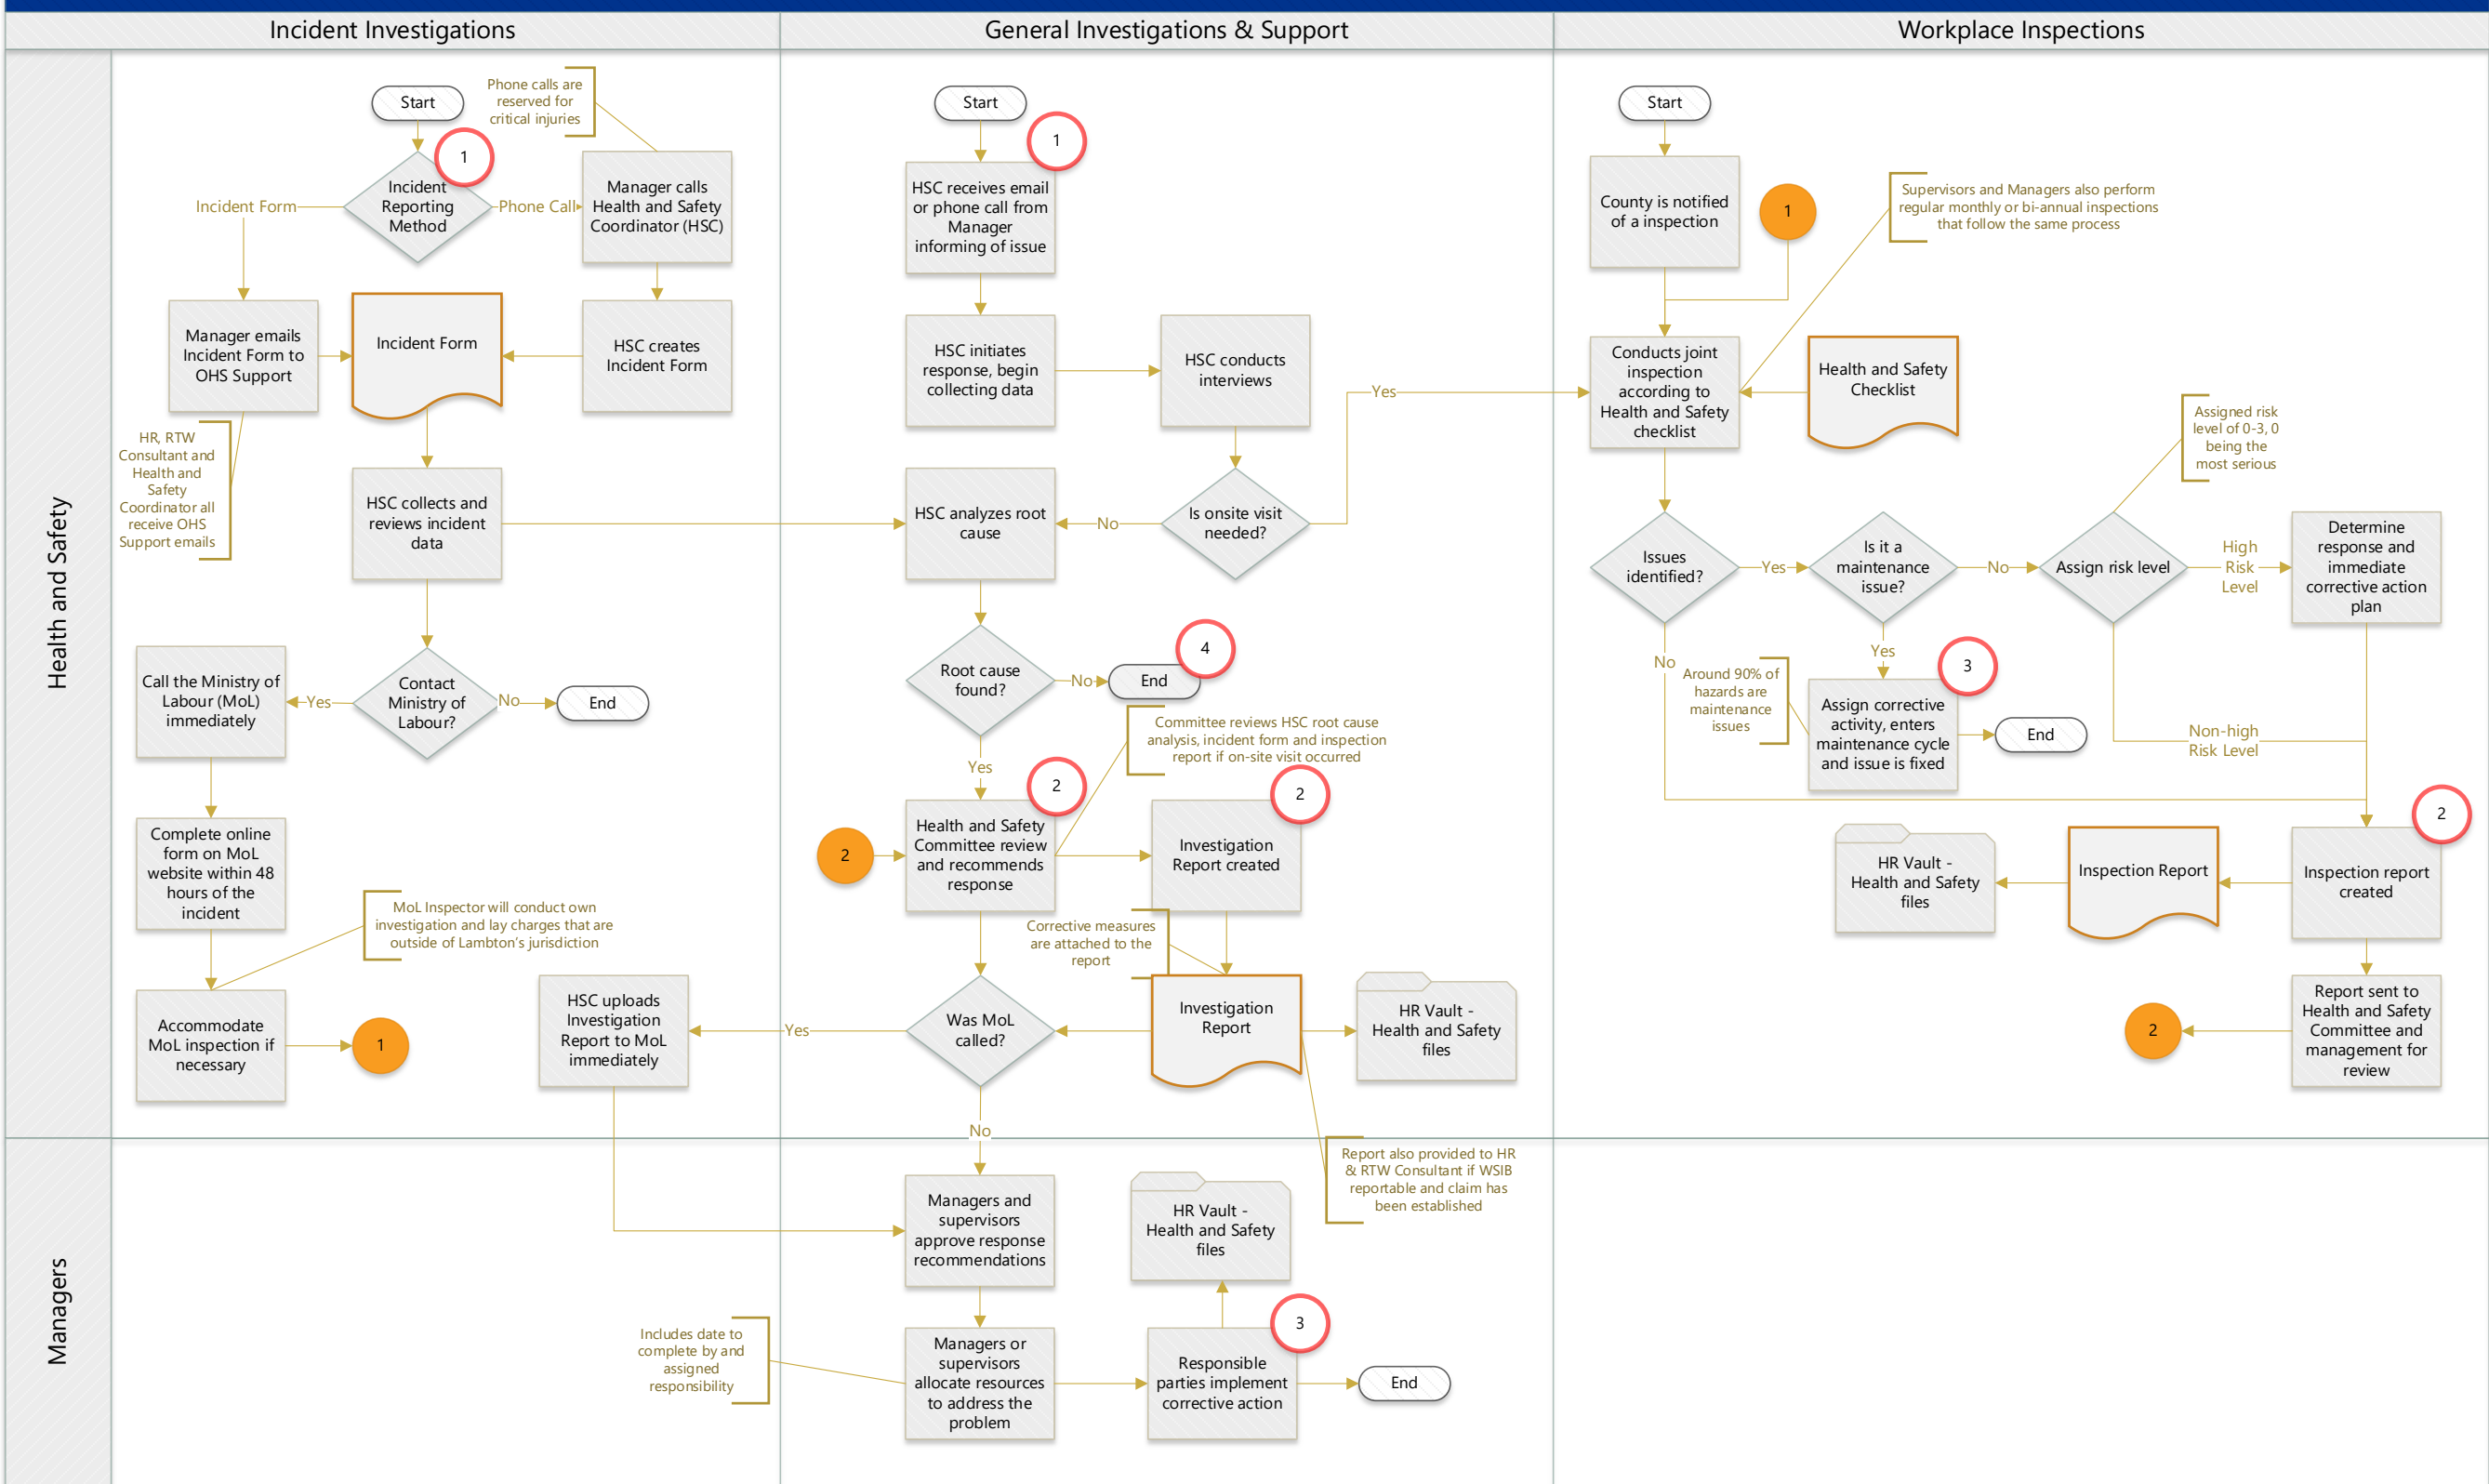 Incident Investigations
General Investigations & Support
Workplace Inspections
Health and Safety
Managers
Start
Phone calls are
reserved for
critical injuries
1
Incident
Reporting
Method
Incident Form
Phone Call
Manager calls
Health and Safety
Coordinator (HSC)
Manager emails
Incident Form to
OHS Support
Incident Form
HSC creates
Incident Form
HR, RTW
Consultant and
Health and
Safety
Coordinator all
receive OHS
Support emails
HSC collects and
reviews incident
data
Call the Ministry of
Labour (MoL)
immediately
Yes
Contact
Ministry of
Labour?
No
End
Complete online
form on MoL
website within 48
hours of the
incident
MoL Inspector will conduct own
investigation and lay charges that are
outside of Lambton's jurisdiction
Accommodate
MoL inspection if
necessary
1
HSC uploads
Investigation
Report to MoL
immediately
Start
1
HSC receives email
or phone call from
Manager
informing of issue
HSC initiates
response, begin
collecting data
HSC conducts
interviews
Yes
HSC analyzes root
cause
No
Is onsite visit
needed?
Root cause
found?
No
End
4
Committee reviews HSC root cause
analysis, incident form and inspection
report if on-site visit occurred
Yes
2
2
2
Health and Safety
Committee review
and recommends
response
Investigation
Report created
Corrective measures
are attached to the
report
Yes
Was MoL
called?
Investigation
Report
HR Vault -
Health and Safety
files
No
Report also provided to HR
& RTW Consultant if WSIB
reportable and claim has
been established
Managers and
supervisors
approve response
recommendations
HR Vault -
Health and Safety
files
Includes date to
complete by and
assigned
responsibility
Managers or
supervisors
allocate resources
to address the
problem
3
Responsible
parties implement
corrective action
End
Start
County is notified
of a inspection
1
Supervisors and Managers also perform
regular monthly or bi-annual inspections
that follow the same process
Conducts joint
inspection
according to
Health and Safety
checklist
Health and Safety
Checklist
Assigned risk
level of 0-3, 0
being the
most serious
Issues
identified?
Yes
Is it a
maintenance
issue?
No
Assign risk level
High
Risk
Level
Determine
response and
immediate
corrective action
plan
No
Around 90% of
hazards are
maintenance
issues
Yes
3
Assign corrective
activity, enters
maintenance cycle
and issue is fixed
End
Non-high
Risk Level
2
HR Vault -
Health and Safety
files
Inspection Report
Inspection report
created
2
Report sent to
Health and Safety
Committee and
management for
review